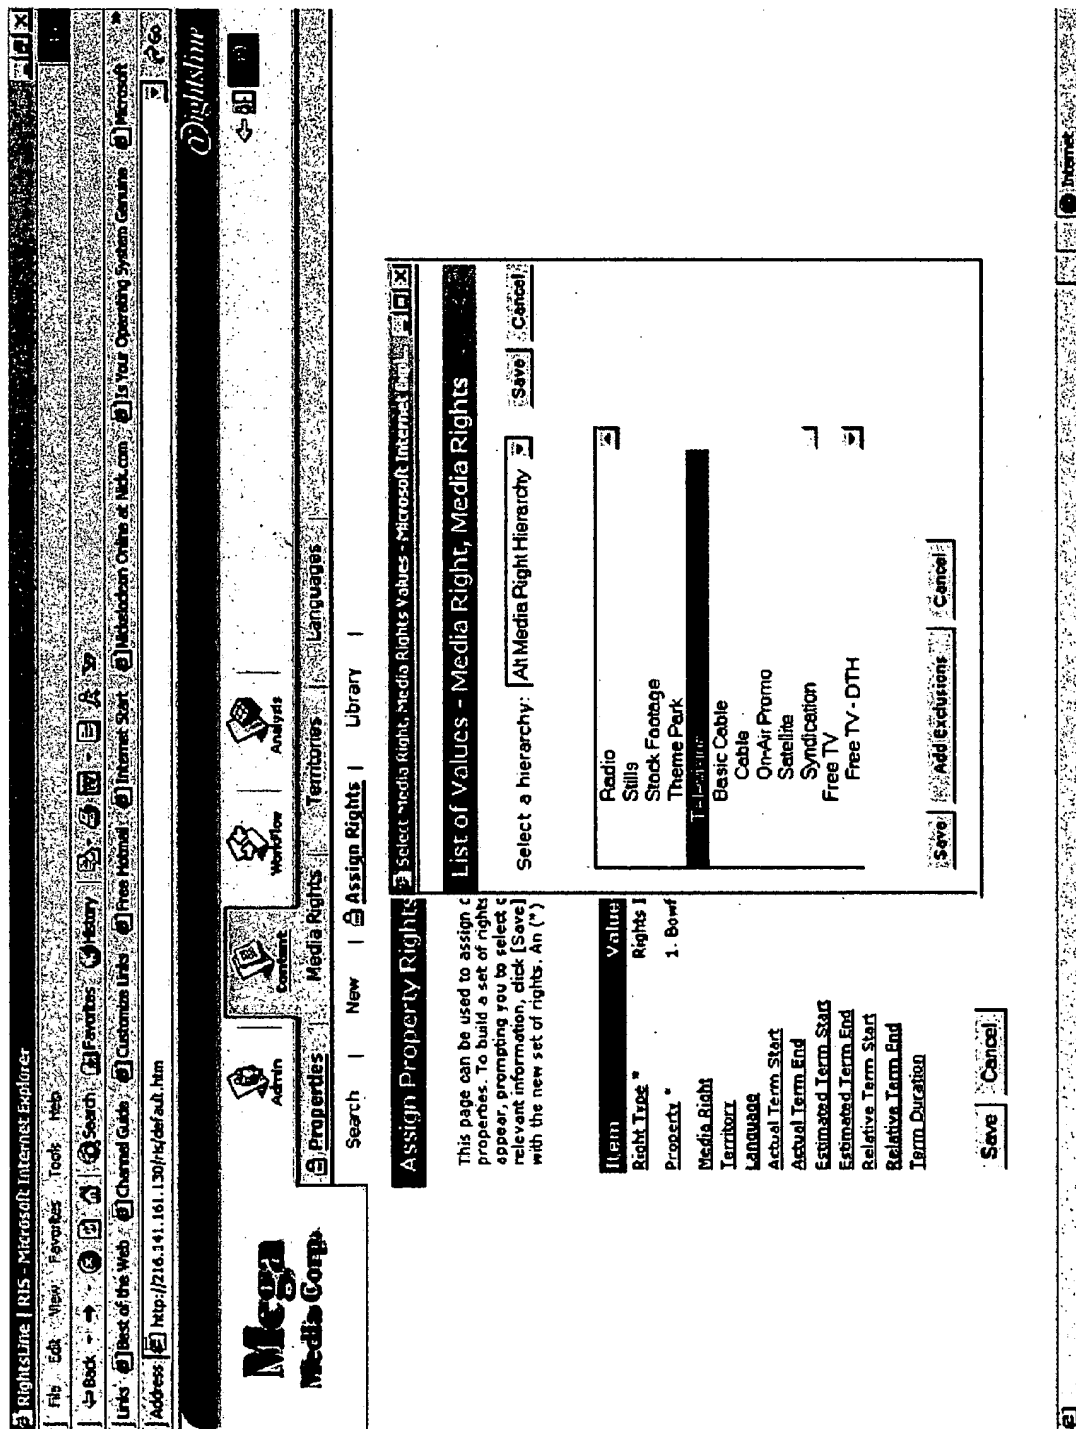 RightsLine | RIS - Microsoft Internet Explorer
File Edit View Favorites Tools Help
Back Search Favorites History
Links Best of the Web Channel Guide Customize Links Free Hotmail Internet Start Nickelodeon Online at Nick.com Is Your Operating System Genuine Microsoft »
Address http://216.141.161.130/ris/default.htm Go
Rightsline
Mega
Media Corp.
Admin Content Workflow Analysis
Properties Media Rights Territories Languages
Search | New | Assign Rights | Library |
Assign Property Rights
This page can be used to assign
properties. To build a set of rights
appear, prompting you to select
relevant information, click [Save]
with the new set of rights. An (*)
Item Value
Right Type * Rights
Property * 1. Bowf
Media Right
Territory
Language
Actual Term Start
Actual Term End
Estimated Term Start
Estimated Term End
Relative Term Start
Relative Term End
Term Duration
Save Cancel
Select Media Right, Media Rights Values - Microsoft Internet Expl...
List of Values - Media Right, Media Rights
Select a hierarchy: Alt Media Right Hierarchy Save Cancel
Radio
Stills
Stock Footage
Theme Park
Basic Cable
Cable
On-Air Promo
Satellite
Syndication
Free TV
Free TV - DTH
Save Add Exclusions Cancel
Internet